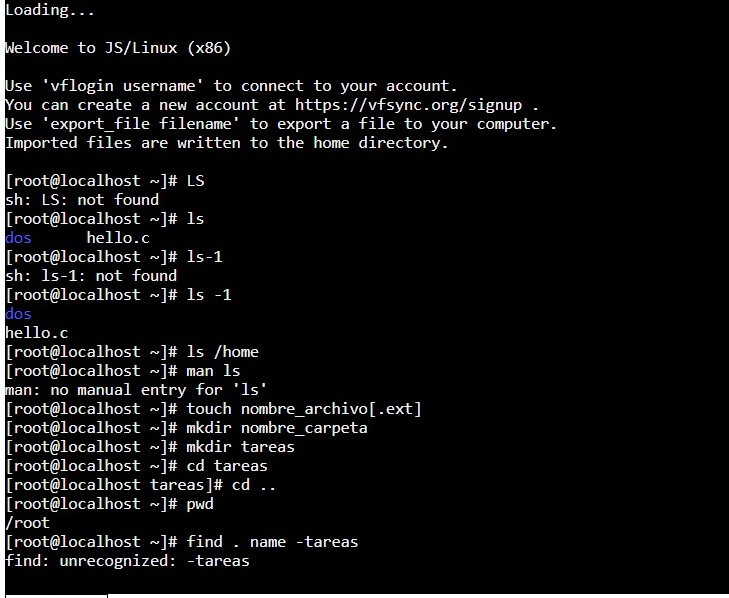 Loading...
Welcome to JS/Linux (x86)
Use 'vflogin username' to connect to your account.
You can create a new account at https://vfsync.org/signup .
Use 'export_file filename' to export a file to your computer.
Imported files are written to the home directory.
[root@localhost ~]# LS
sh: LS: not found
[root@localhost ~]# ls
dos      hello.c
[root@localhost ~]# ls-1
sh: ls-1: not found
[root@localhost ~]# ls -1
dos
hello.c
[root@localhost ~]# ls /home
[root@localhost ~]# man ls
man: no manual entry for 'ls'
[root@localhost ~]# touch nombre_archivo[.ext]
[root@localhost ~]# mkdir nombre_carpeta
[root@localhost ~]# mkdir tareas
[root@localhost ~]# cd tareas
[root@localhost tareas]# cd ..
[root@localhost ~]# pwd
/root
[root@localhost ~]# find . name -tareas
find: unrecognized: -tareas